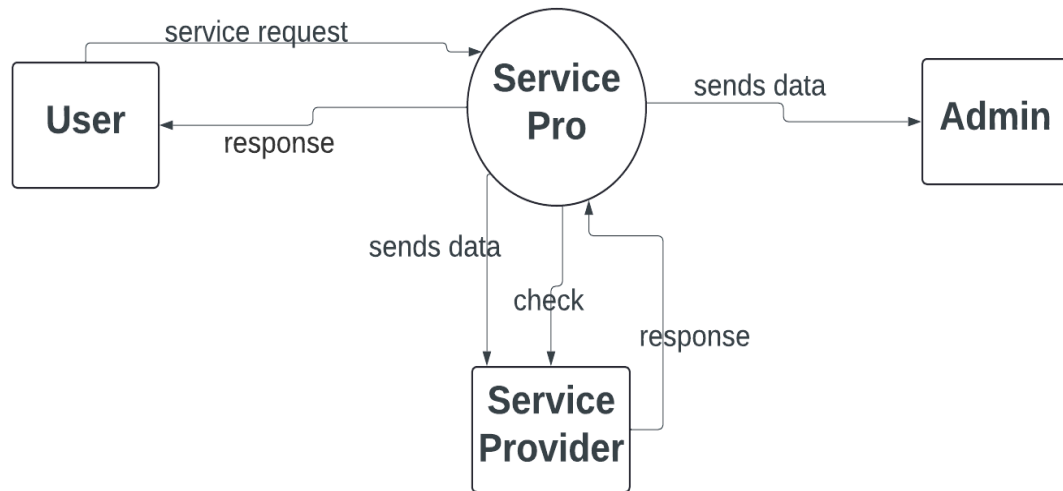 service request
Service
Pro
sends data
User
Admin
response
sends data
check
response
Service
Provider